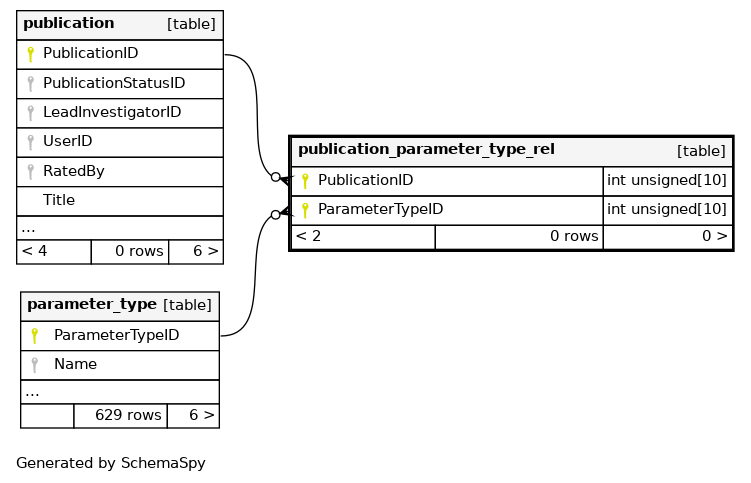 publication [table]
PublicationID
PublicationStatusID
LeadInvestigatorID
UserID
RatedBy
Title
...
< 4 0 rows 6 >
publication_parameter_type_rel [table]
PublicationID int unsigned[10]
ParameterTypeID int unsigned[10]
< 2 0 rows 0 >
parameter_type [table]
ParameterTypeID
Name
...
629 rows 6 >
Generated by SchemaSpy